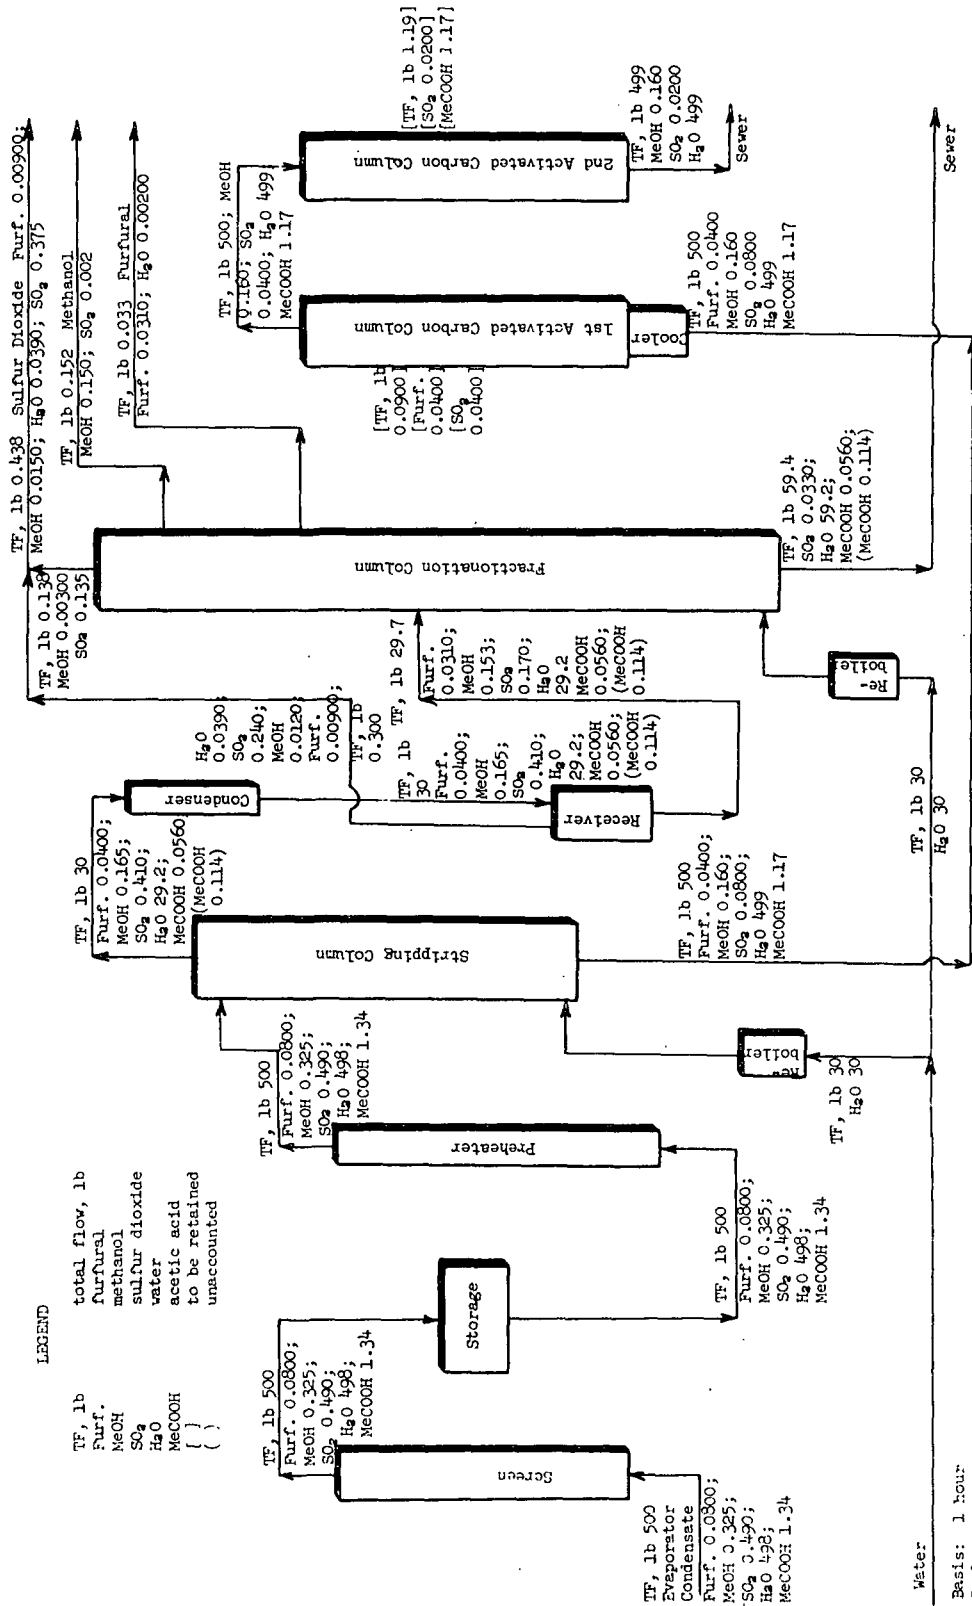 LEGEND
TF, lb total flow, lb
Furf. furfural
MeOH methanol
SO₂ sulfur dioxide
H₂O water
MeCOOH acetic acid
[ ] to be retained
( ) unaccounted
TF, lb 500
Evaporator
Condensate
Furf. 0.0800;
MeOH 0.325;
SO₂ 0.490;
H₂O 498;
MeCOOH 1.34
Screen
TF, lb 500
Furf. 0.0800;
MeOH 0.325;
SO₂ 0.490;
H₂O 498;
MeCOOH 1.34
Storage
TF, lb 500
Furf. 0.0800;
MeOH 0.325;
SO₂ 0.490;
H₂O 498;
MeCOOH 1.34
Preheater
TF, lb 500
Furf. 0.0800;
MeOH 0.325;
SO₂ 0.490;
H₂O 498;
MeCOOH 1.34
Re-
boiler
TF, lb 30
H₂O 30
Stripping Column
TF, lb 30
Furf. 0.0400;
MeOH 0.165;
SO₂ 0.410;
H₂O 29.2;
MeCOOH 0.0560;
(MeCOOH
0.114)
TF, lb 500
Furf. 0.0400;
MeOH 0.160;
SO₂ 0.0800;
H₂O 499
MeCOOH 1.17
Condenser
Receiver
TF, lb
30
Furf.
0.0400;
MeOH
0.165;
SO₂
0.410;
H₂O
29.2;
MeCOOH
0.0560;
(MeCOOH
0.114)
H₂O
0.0390;
SO₂
0.240;
MeOH
0.0120;
Furf.
0.00900;
TF, lb
0.300
TF, lb 29.7
Furf.
0.0310;
MeOH
0.153;
SO₂
0.170;
H₂O
29.2
MeCOOH
0.0560;
(MeCOOH
0.114)
TF, lb 30
H₂O 30
Re-
boiler
Fractionation Column
TF, lb 0.138
MeOH 0.00300
SO₂ 0.135
TF, lb 0.438 Sulfur Dioxide Furf. 0.00900;
MeOH 0.0150; H₂O 0.0390; SO₂ 0.375
TF, lb 0.152 Methanol
MeOH 0.150; SO₂ 0.002
TF, lb 0.033 Furfural
Furf. 0.0310; H₂O 0.00200
TF, lb 59.4
SO₂ 0.0330;
H₂O 59.2;
MeCOOH 0.0560;
(MeCOOH 0.114)
Sewer
1st Activated Carbon Column
Cooler
[TF, lb
0.0900]
[Furf.
0.0400]
[SO₂
0.0400]
TF, lb 500
Furf. 0.0400
MeOH 0.160
SO₂ 0.0800
H₂O 499
MeCOOH 1.17
TF, lb 500; MeOH
0.160; SO₂
0.0400; H₂O 499;
MeCOOH 1.17
2nd Activated Carbon Column
[TF, lb 1.19]
[SO₂ 0.0200]
[MeCOOH 1.17]
TF, lb 499
MeOH 0.160
SO₂ 0.0200
H₂O 499
Sewer
Water
Basis: 1 hour